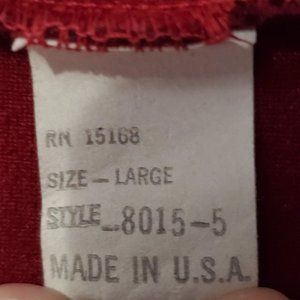 RN 15168
SIZE – LARGE
STYLE – 8015-5
MADE IN U.S.A.